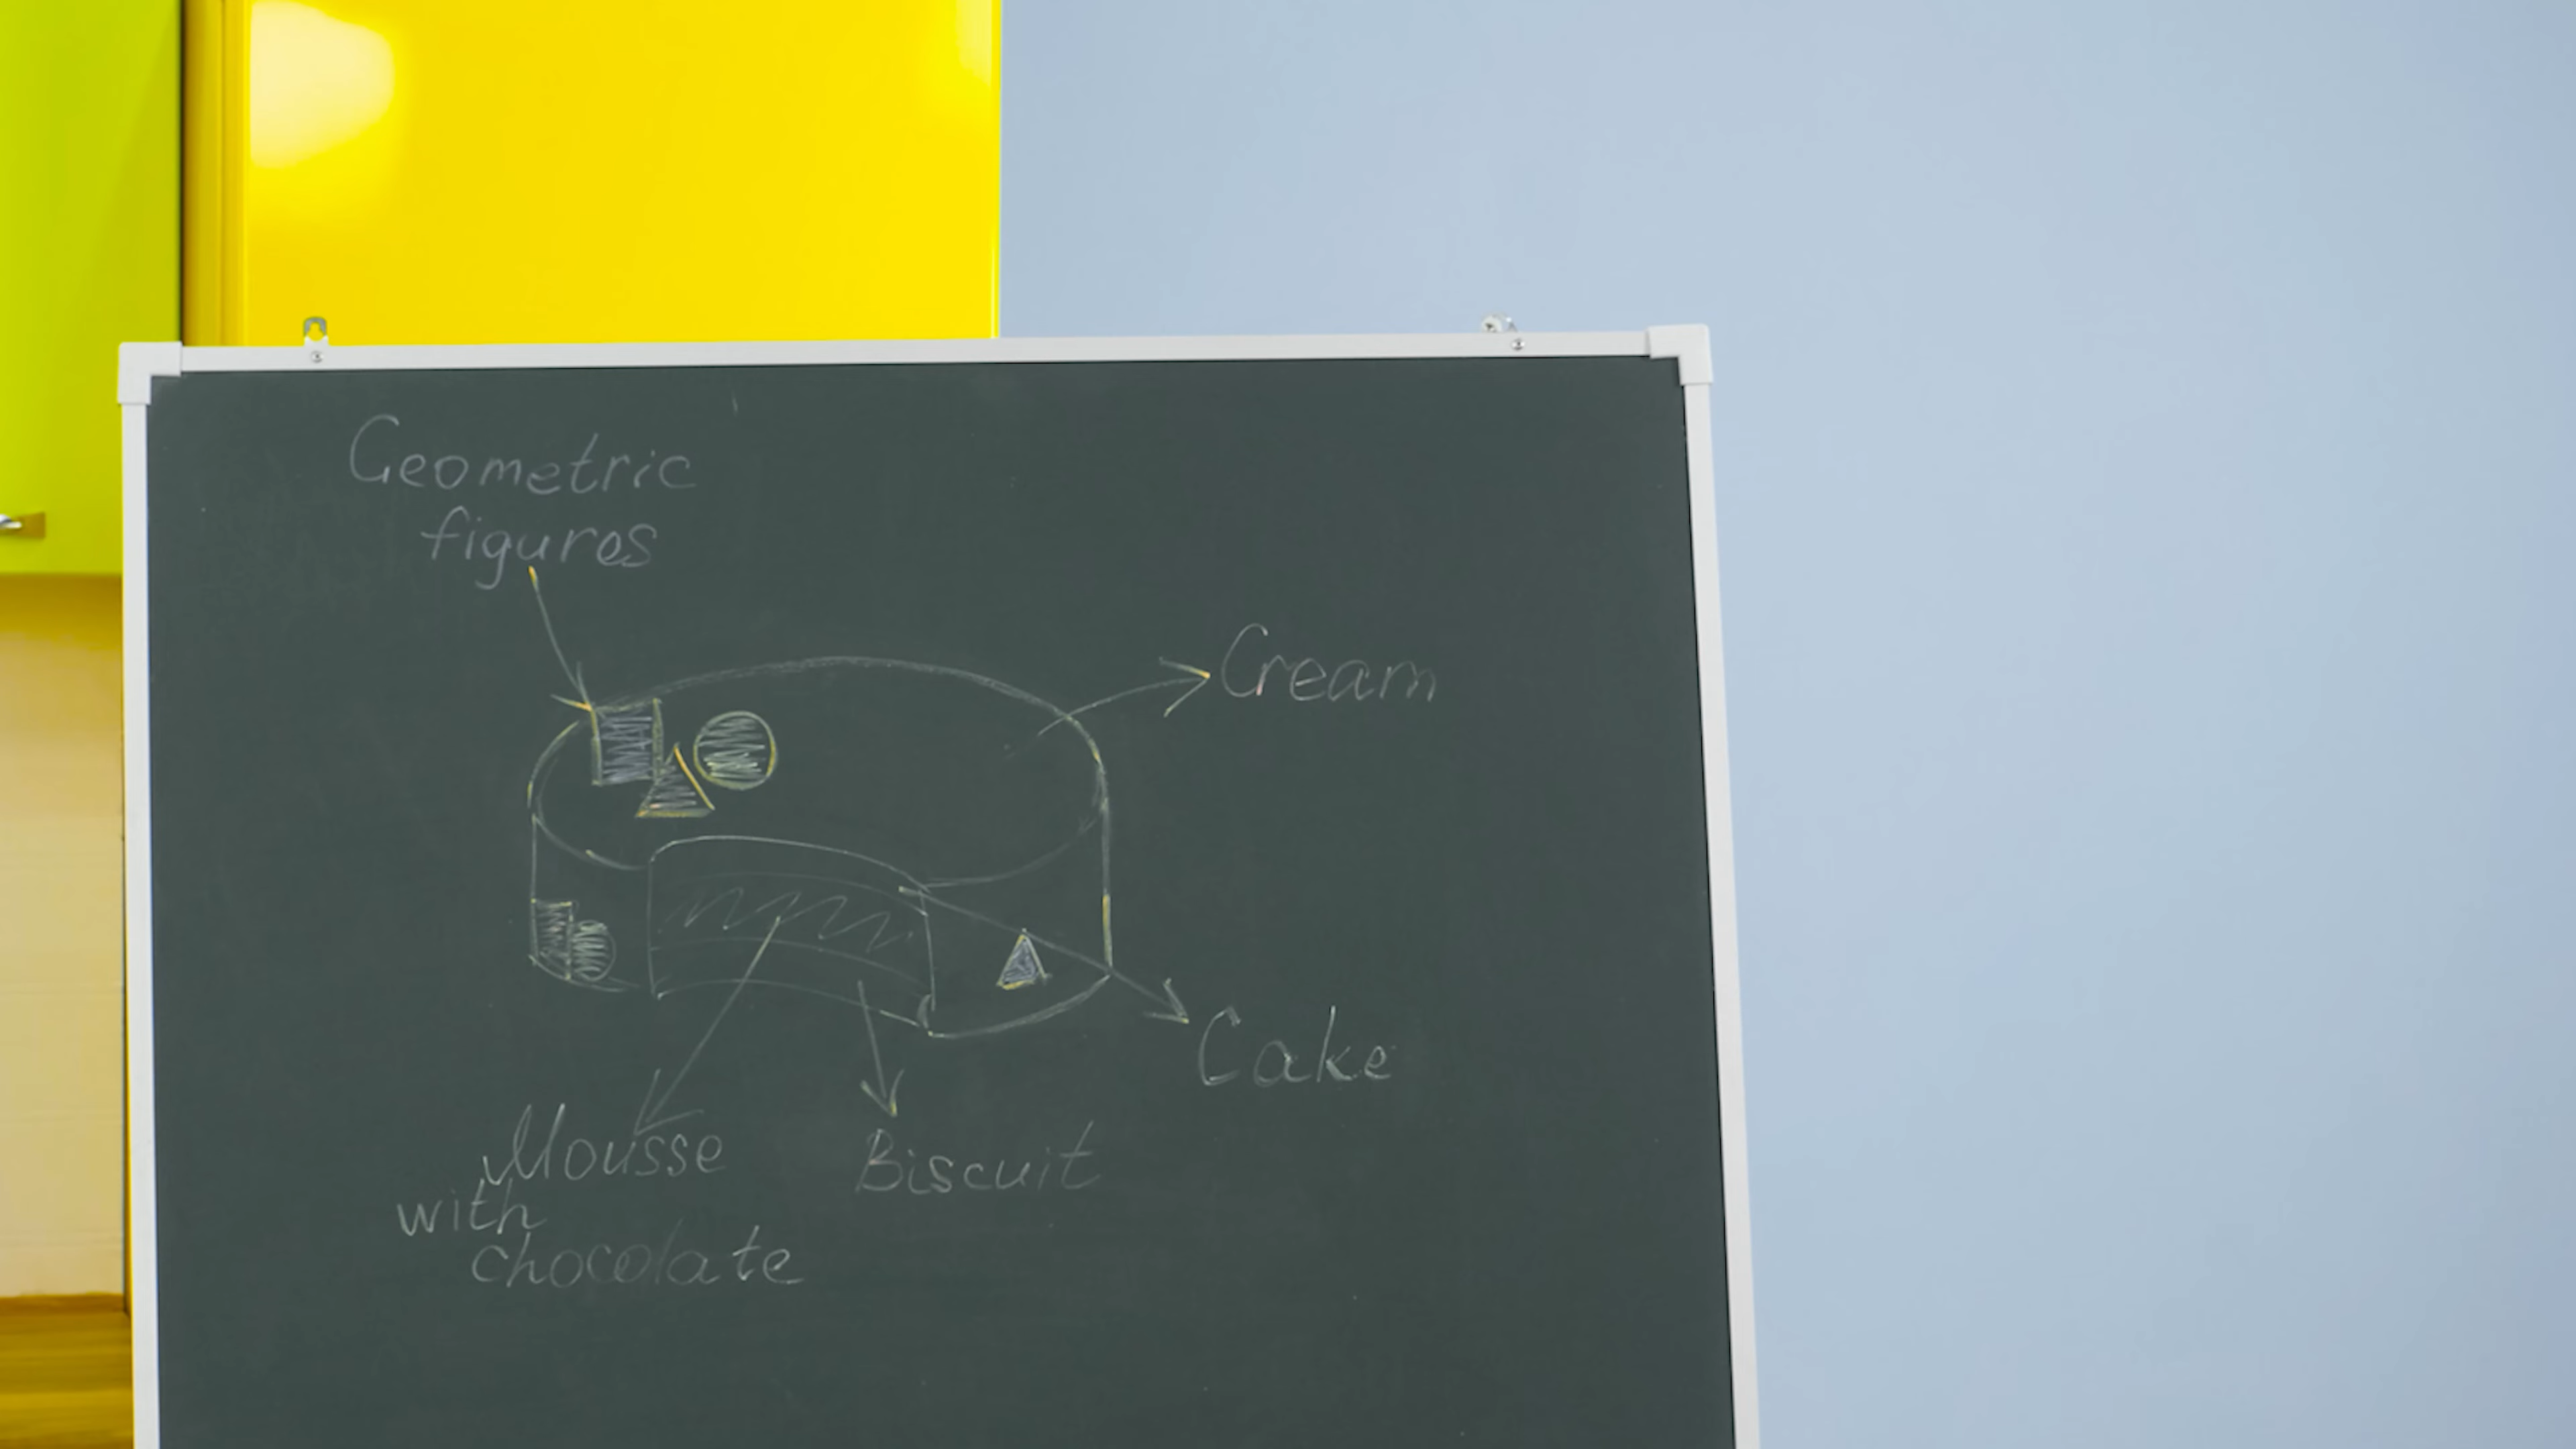 Geometric
figures
Cream
Cake
Mousse
with
chocolate
Biscuit